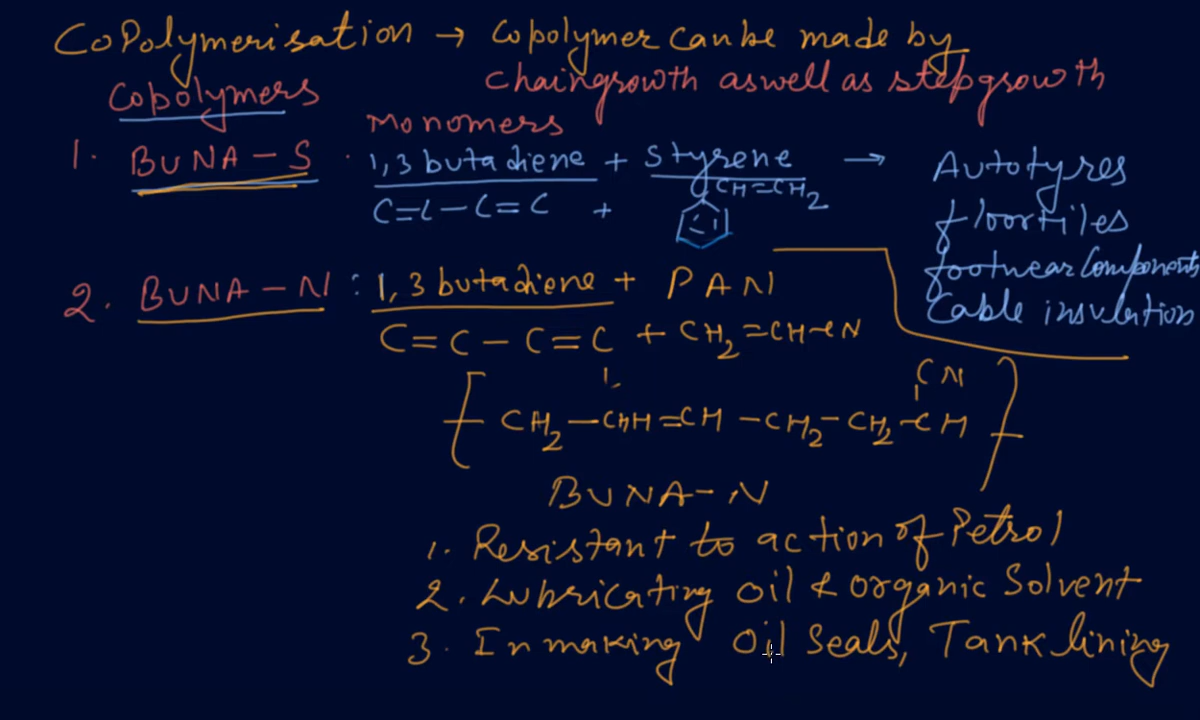 CoPolymerisation → Copolymer can be made by
chaingrowth aswell as stepgrowth
Copolymers
Monomers
1. BUNA-S . 1,3 butadiene + Styrene → Autotyres
CH=CH2
C=C-C=C +
floortiles
footwear Components
Cable insulation
2. BUNA-N : 1,3 butadiene + PAN
C=C-C=C + CH2=CH-CN
CN
CH2-CH=CH-CH2-CH2-CH
BUNA-N
1. Resistant to action of Petrol
2. Lubricating oil & organic Solvent
3. In making Oil Seals, Tank lining